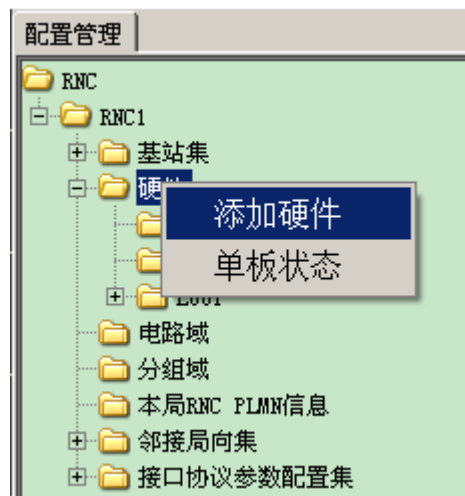 配置管理
RNC
RNC1
基站集
硬
添加硬件
单板状态
电路域
分组域
本局RNC PLMN信息
邻接局向集
接口协议参数配置集